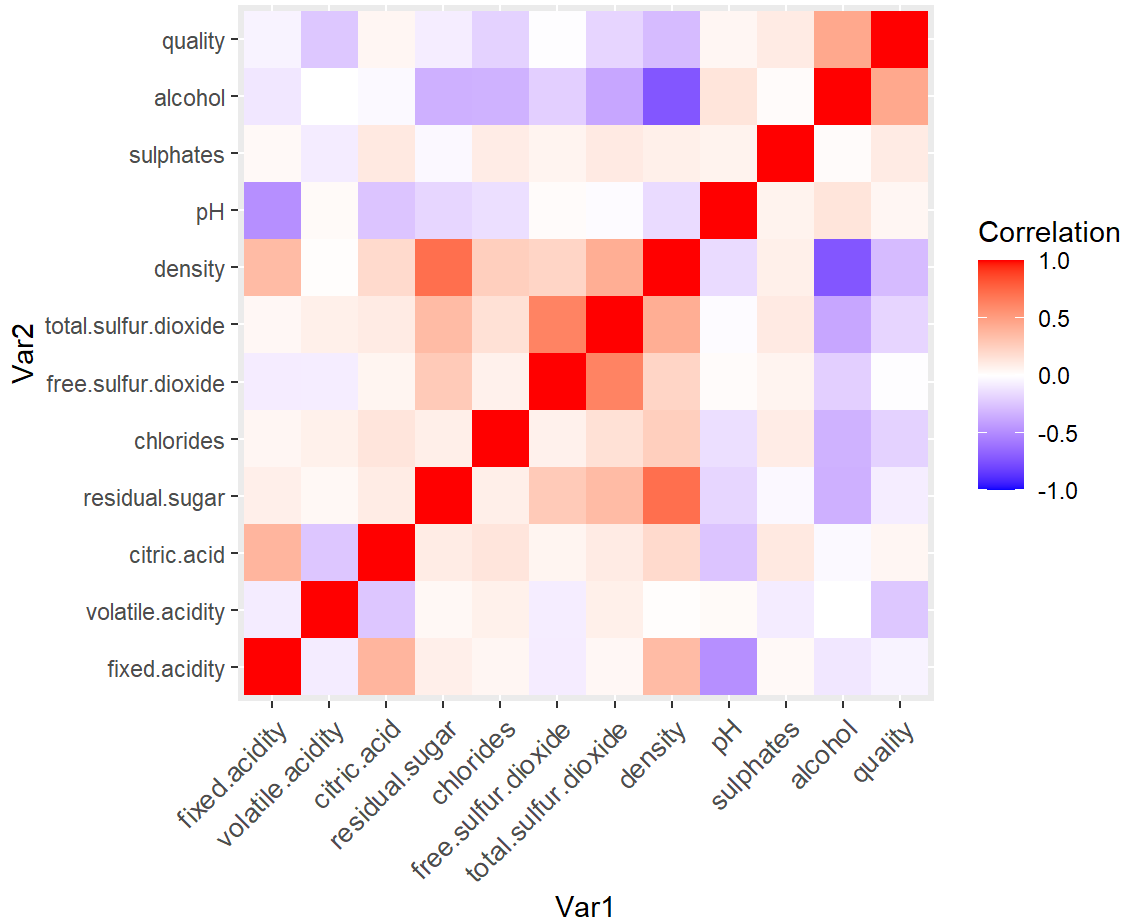 quality
alcohol
sulphates
pH
density
total.sulfur.dioxide
free.sulfur.dioxide
chlorides
residual.sugar
citric.acid
volatile.acidity
fixed.acidity
Var2
fixed.acidity
volatile.acidity
citric.acid
residual.sugar
chlorides
free.sulfur.dioxide
total.sulfur.dioxide
density
pH
sulphates
alcohol
quality
Var1
Correlation
1.0
0.5
0.0
-0.5
-1.0